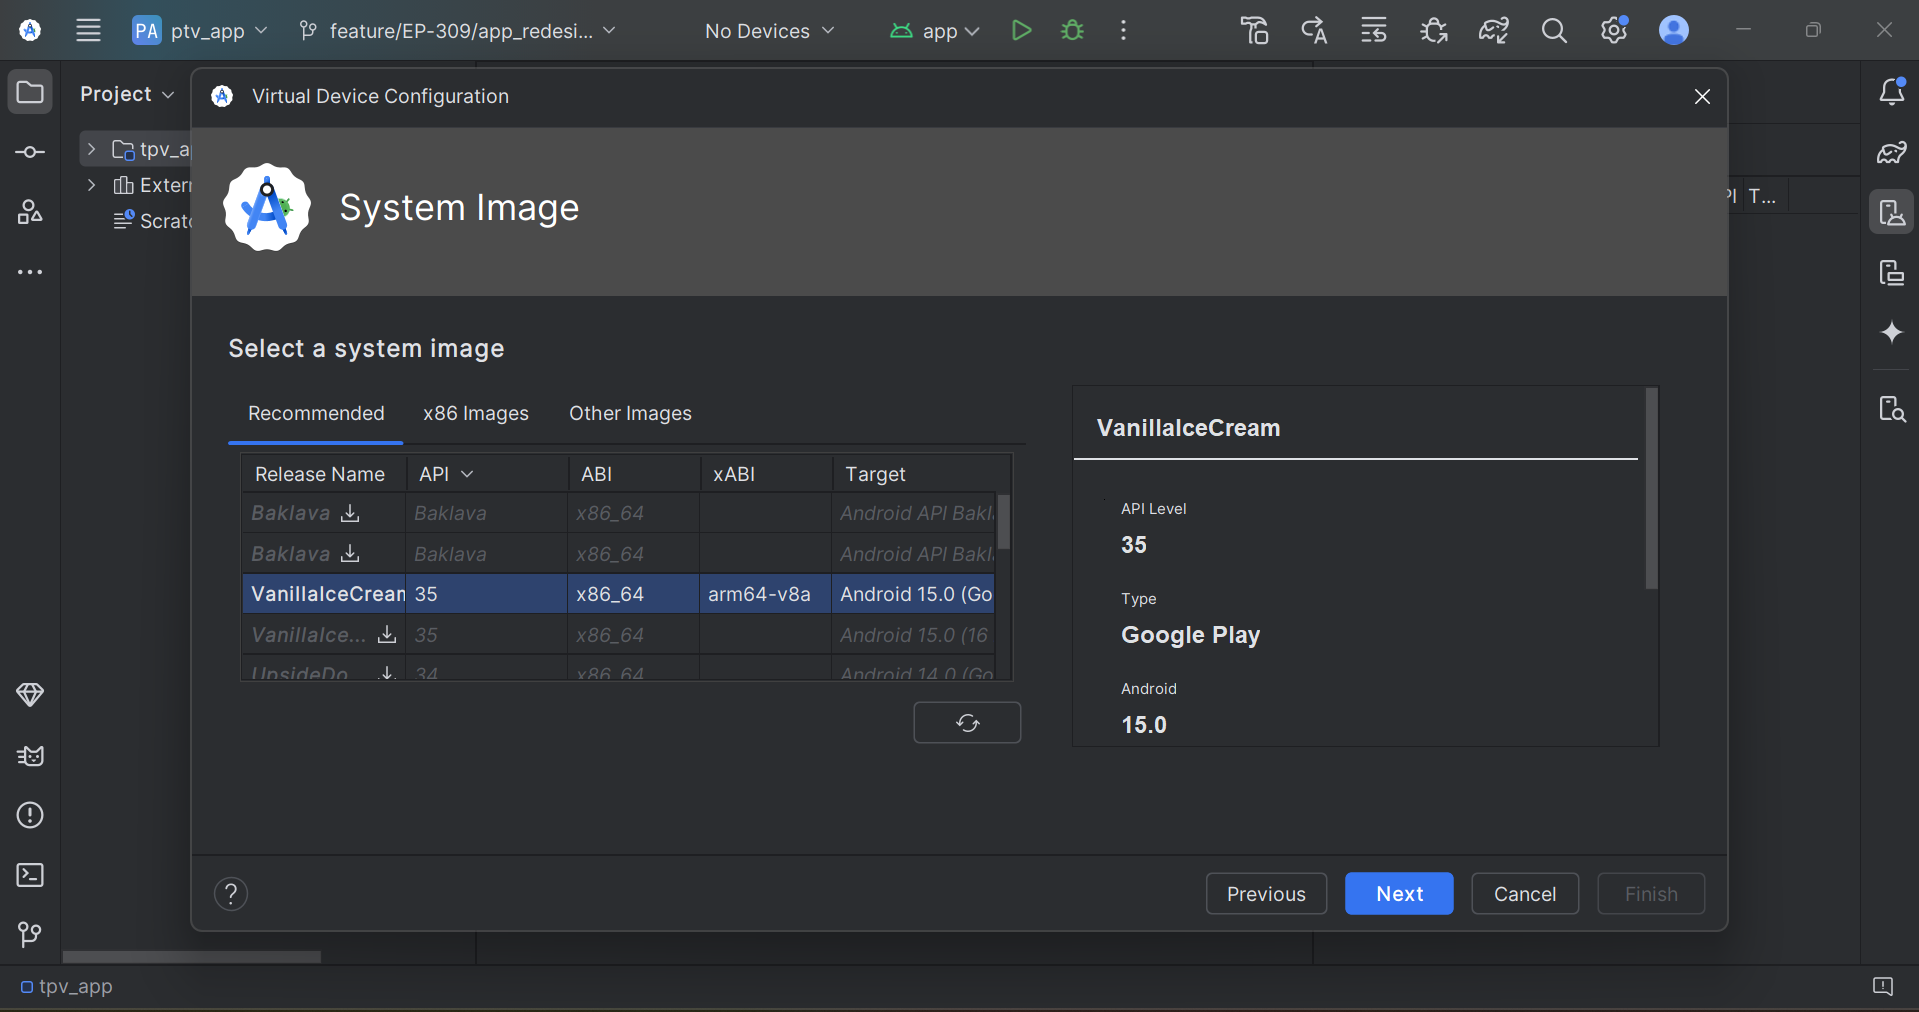 PA ptv_app feature/EP-309/app_redesi... No Devices app
Project
Virtual Device Configuration
tpv_a
Extern
Scrat
System Image
PI T...
Select a system image
Recommended x86 Images Other Images
Release Name API ABI xABI Target
Baklava Baklava x86_64 Android API Bakl
Baklava Baklava x86_64 Android API Bakl
VanillaIceCream 35 x86_64 arm64-v8a Android 15.0 (Go
VanillaIce... 35 x86_64 Android 15.0 (16
UpsideDo... 34 x86_64 Android 14.0 (Go
VanillaIceCream
API Level
35
Type
Google Play
Android
15.0
? Previous Next Cancel Finish
tpv_app